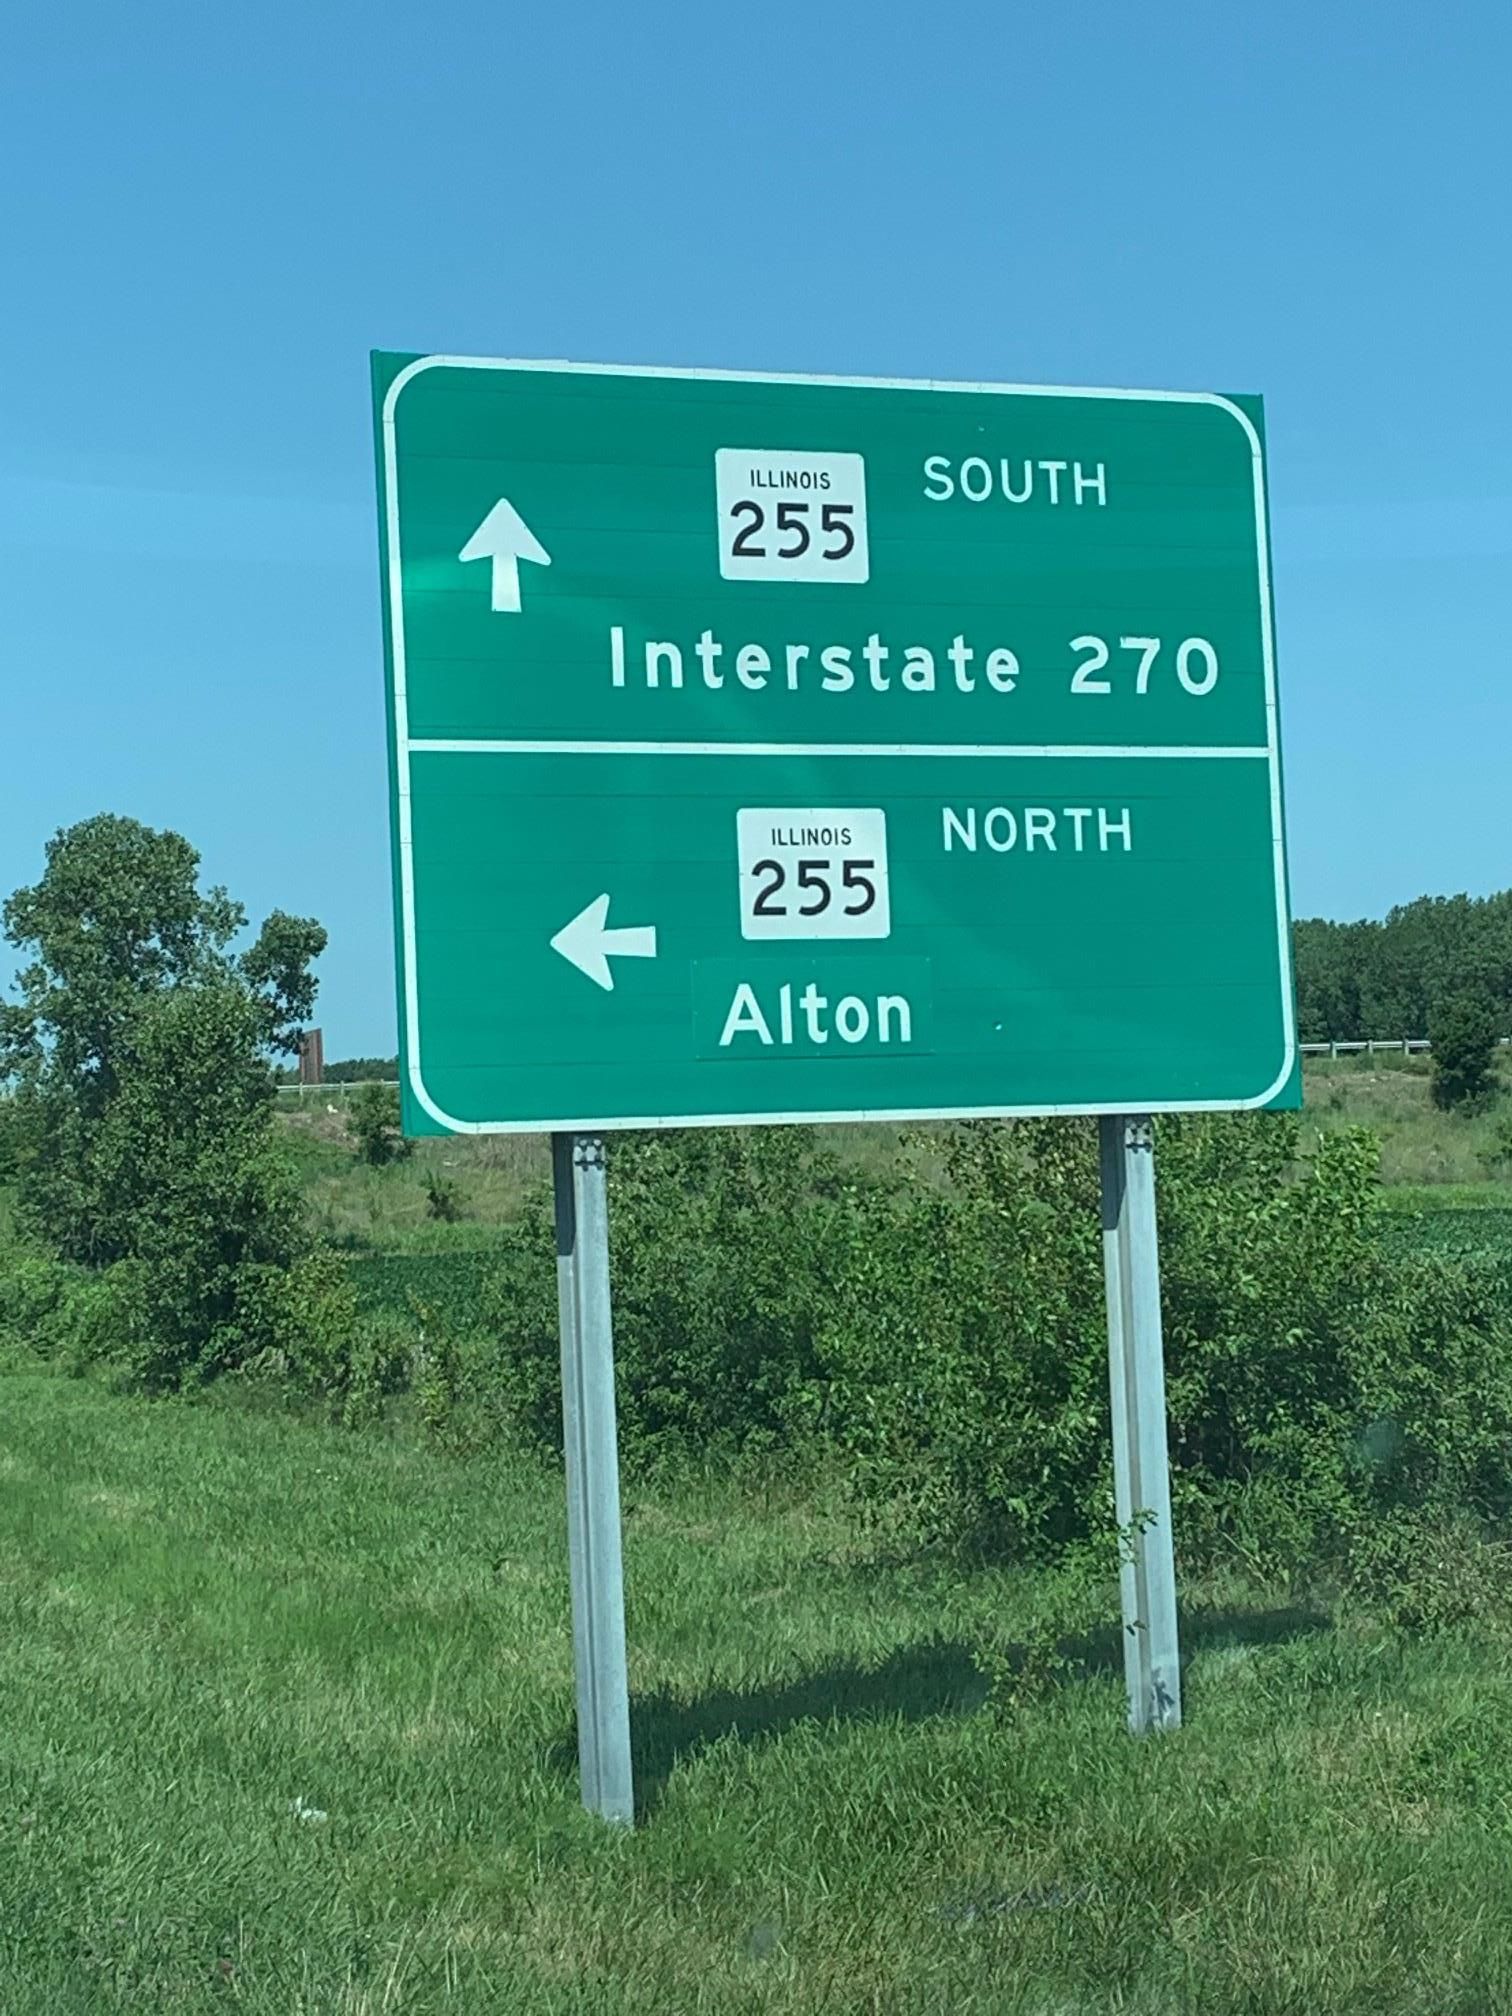 ILLINOIS SOUTH
255
Interstate 270
ILLINOIS NORTH
255
Alton